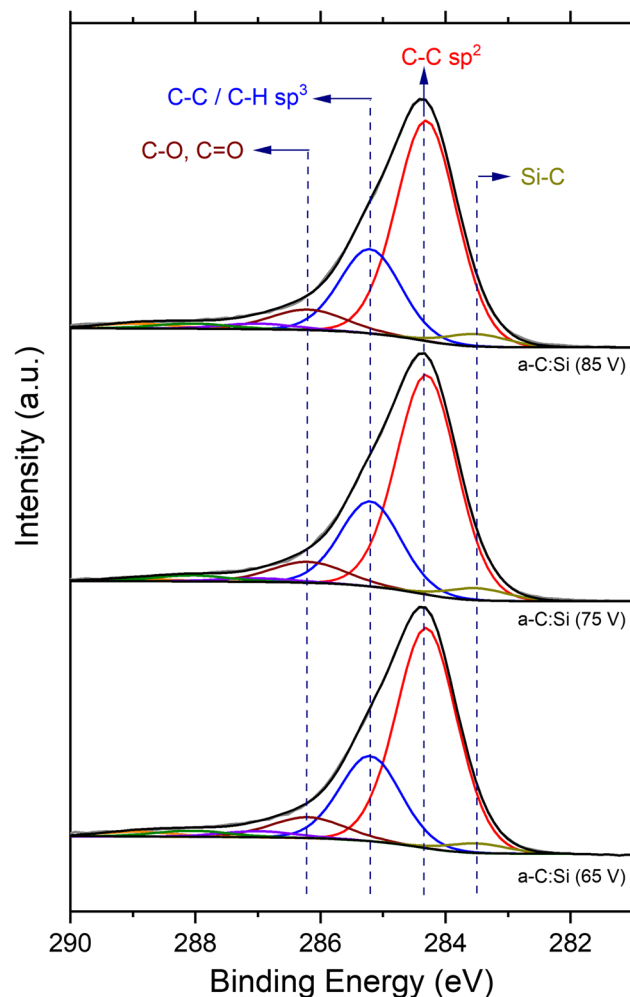 C-C sp²
C-C / C-H sp³
C-O, C=O
Si-C
a-C:Si (85 V)
a-C:Si (75 V)
a-C:Si (65 V)
Intensity (a.u.)
290 288 286 284 282
Binding Energy (eV)